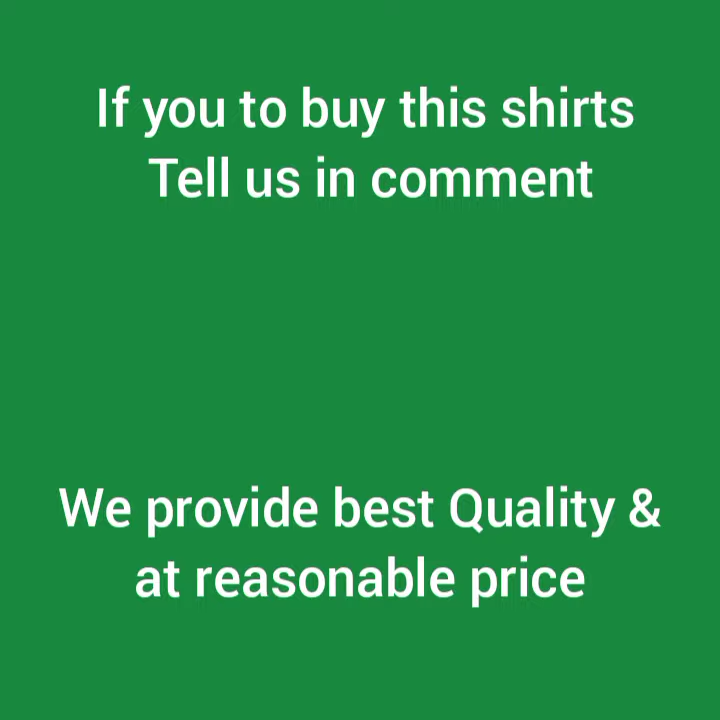 If you to buy this shirts
Tell us in comment
We provide best Quality &
at reasonable price